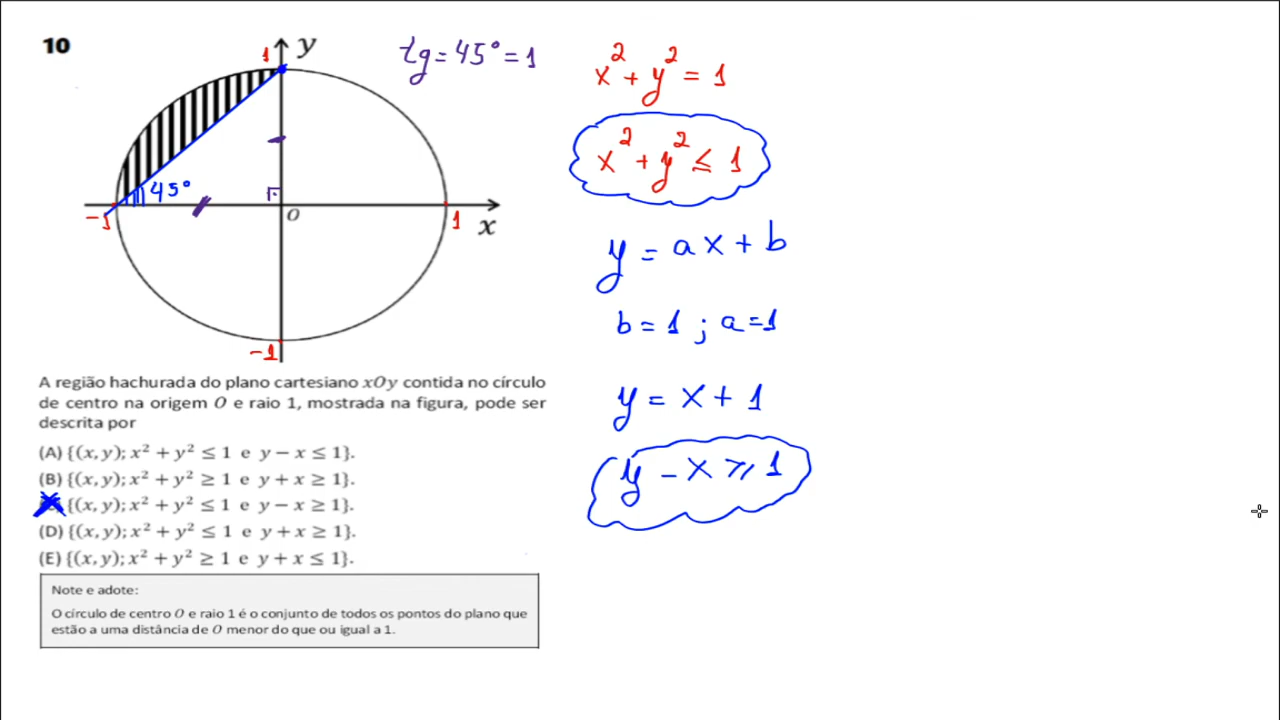 10
1 y
tg = 45° = 1
45°
-1 O 1 x
-1
x² + y² = 1
x² + y² ≤ 1
y = ax + b
b = 1 ; a = 1
y = x + 1
y - x ≥ 1
A região hachurada do plano cartesiano xOy contida no círculo
de centro na origem O e raio 1, mostrada na figura, pode ser
descrita por
(A) {(x, y); x² + y² ≤ 1 e y − x ≤ 1}.
(B) {(x, y); x² + y² ≥ 1 e y + x ≥ 1}.
{(x, y); x² + y² ≤ 1 e y − x ≥ 1}.
(D) {(x, y); x² + y² ≤ 1 e y + x ≥ 1}.
(E) {(x, y); x² + y² ≥ 1 e y + x ≤ 1}.
Note e adote:
O círculo de centro O e raio 1 é o conjunto de todos os pontos do plano que
estão a uma distância de O menor do que ou igual a 1.